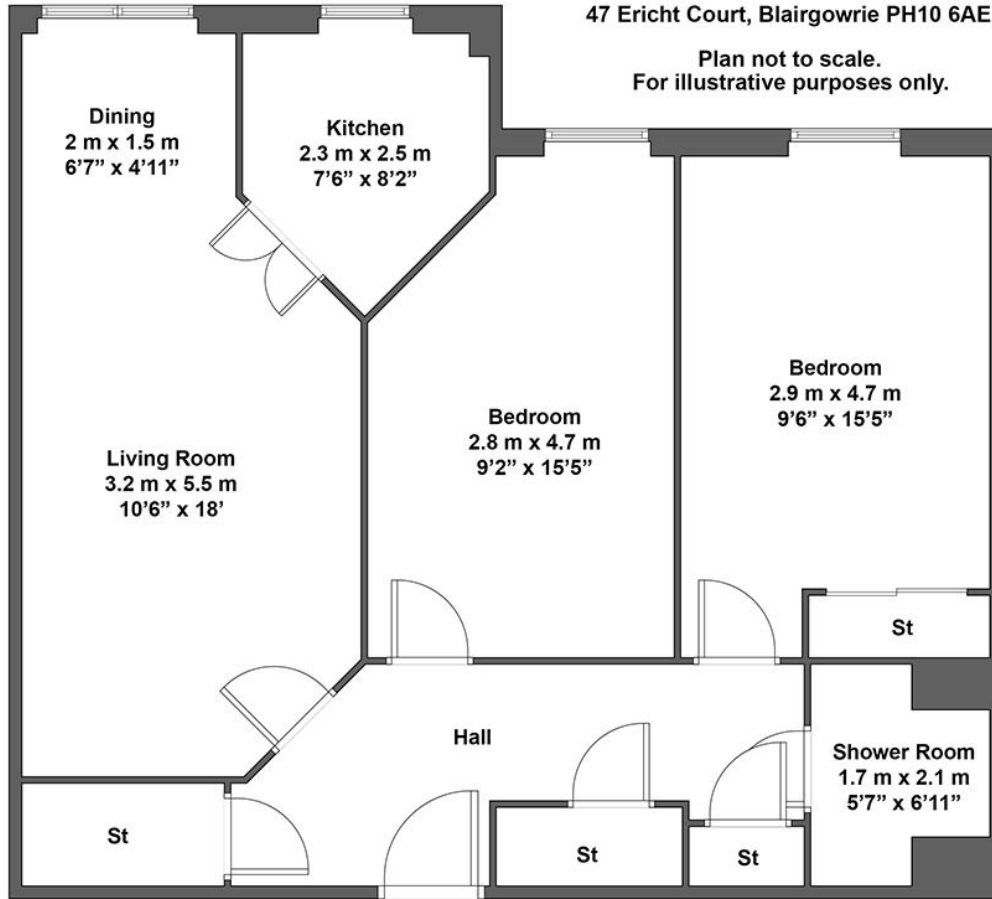 47 Ericht Court, Blairgowrie PH10 6AE
Plan not to scale.
For illustrative purposes only.
Dining
2 m x 1.5 m
6'7” x 4'11”
Kitchen
2.3 m x 2.5 m
7'6” x 8'2”
Bedroom
2.9 m x 4.7 m
9'6” x 15'5”
Bedroom
2.8 m x 4.7 m
9'2” x 15'5”
Living Room
3.2 m x 5.5 m
10'6” x 18'
St
Hall
Shower Room
1.7 m x 2.1 m
5'7” x 6'11”
St
St
St